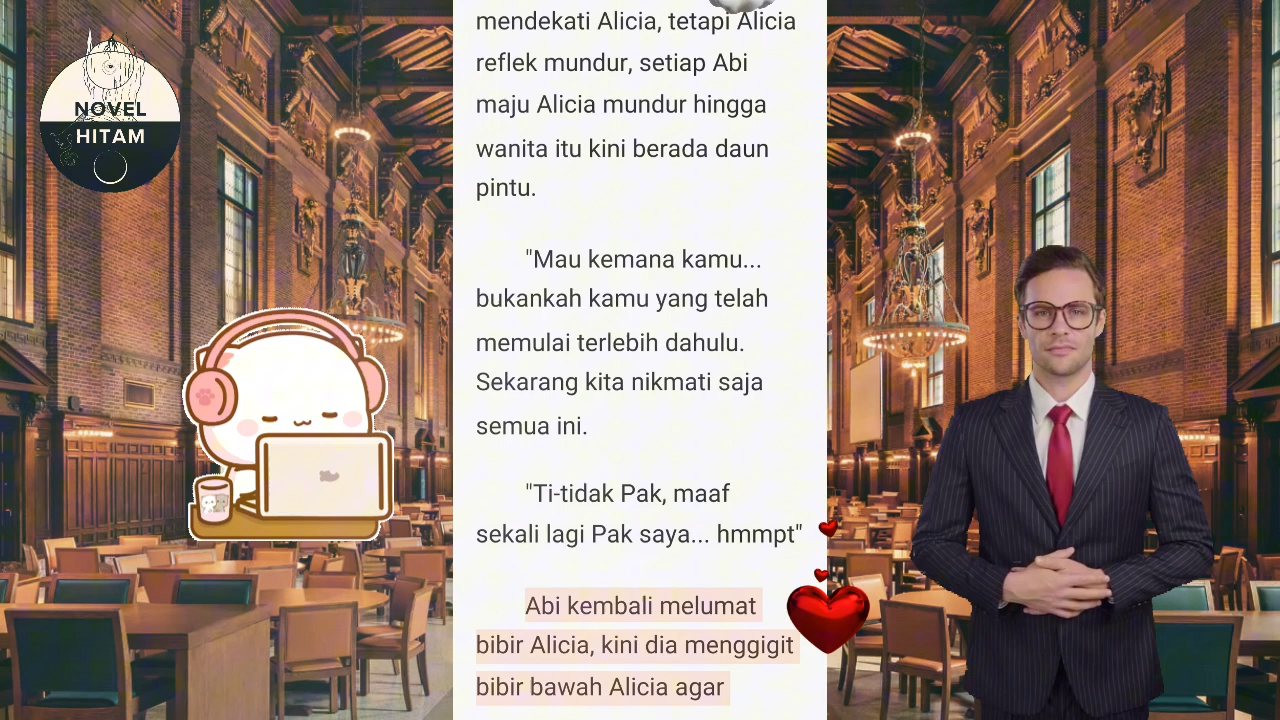 NOVEL
HITAM
mendekati Alicia, tetapi Alicia
reflek mundur, setiap Abi
maju Alicia mundur hingga
wanita itu kini berada daun
pintu.
"Mau kemana kamu...
bukankah kamu yang telah
memulai terlebih dahulu.
Sekarang kita nikmati saja
semua ini.
"Ti-tidak Pak, maaf
sekali lagi Pak saya... hmmpt"
Abi kembali melumat
bibir Alicia, kini dia menggigit
bibir bawah Alicia agar